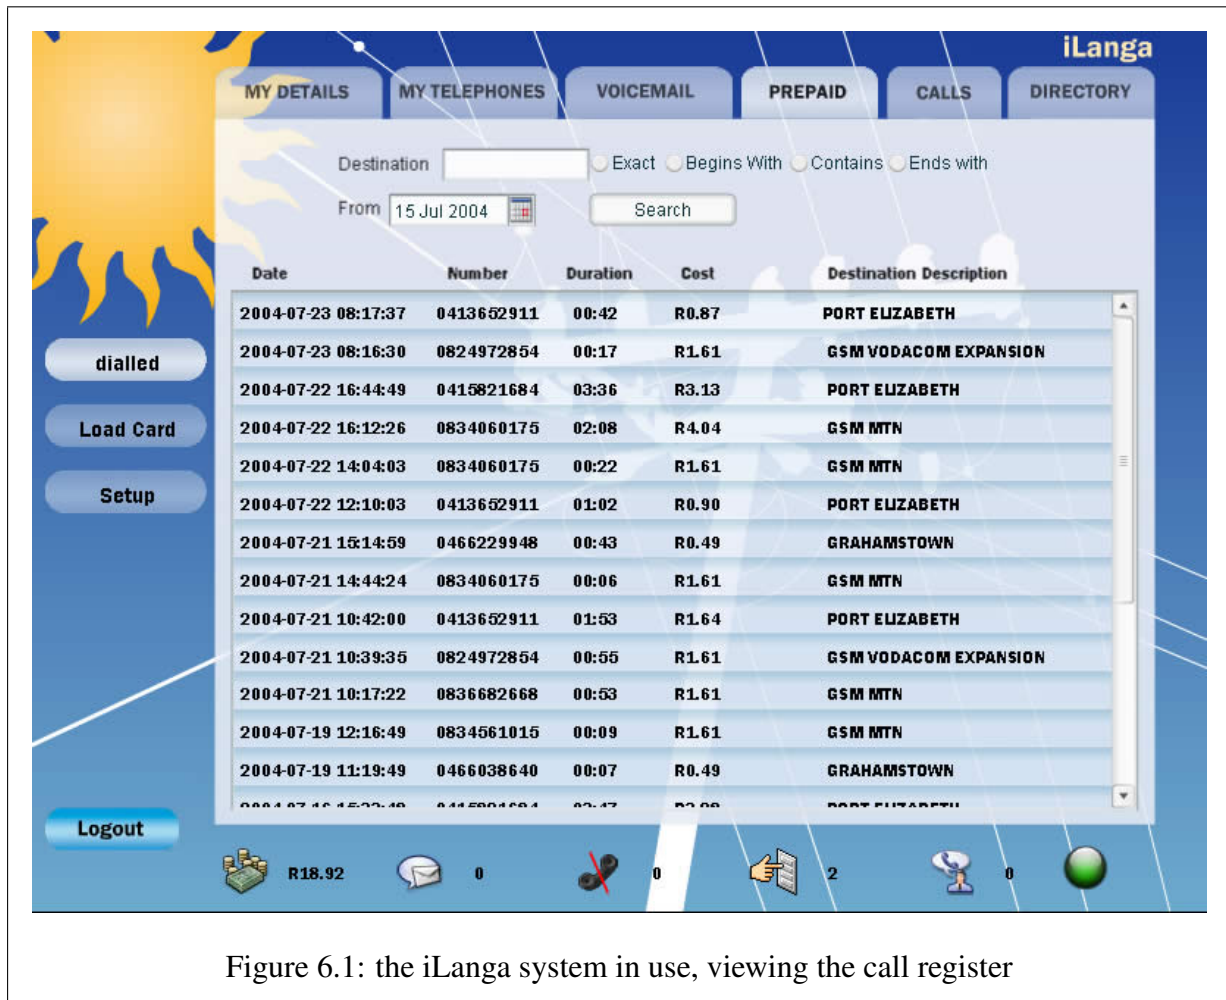 iLanga
MY DETAILS MY TELEPHONES VOICEMAIL PREPAID CALLS DIRECTORY
Destination Exact Begins With Contains Ends with
From 15 Jul 2004 Search
Date Number Duration Cost Destination Description
2004-07-23 08:17:37 0413652911 00:42 R0.87 PORT ELIZABETH
2004-07-23 08:16:30 0824972854 00:17 R1.61 GSM VODACOM EXPANSION
2004-07-22 16:44:49 0415821684 03:36 R3.13 PORT ELIZABETH
2004-07-22 16:12:26 0834060175 02:08 R4.04 GSM MTN
2004-07-22 14:04:03 0834060175 00:22 R1.61 GSM MTN
2004-07-22 12:10:03 0413652911 01:02 R0.90 PORT ELIZABETH
2004-07-21 15:14:59 0466229948 00:43 R0.49 GRAHAMSTOWN
2004-07-21 14:44:24 0834060175 00:06 R1.61 GSM MTN
2004-07-21 10:42:00 0413652911 01:53 R1.64 PORT ELIZABETH
2004-07-21 10:39:35 0824972854 00:55 R1.61 GSM VODACOM EXPANSION
2004-07-21 10:17:22 0836682668 00:53 R1.61 GSM MTN
2004-07-19 12:16:49 0834561015 00:09 R1.61 GSM MTN
2004-07-19 11:19:49 0466038640 00:07 R0.49 GRAHAMSTOWN
PORT ELIZABETH
dialled
Load Card
Setup
Logout
R18.92 0 0 2 0
Figure 6.1: the iLanga system in use, viewing the call register